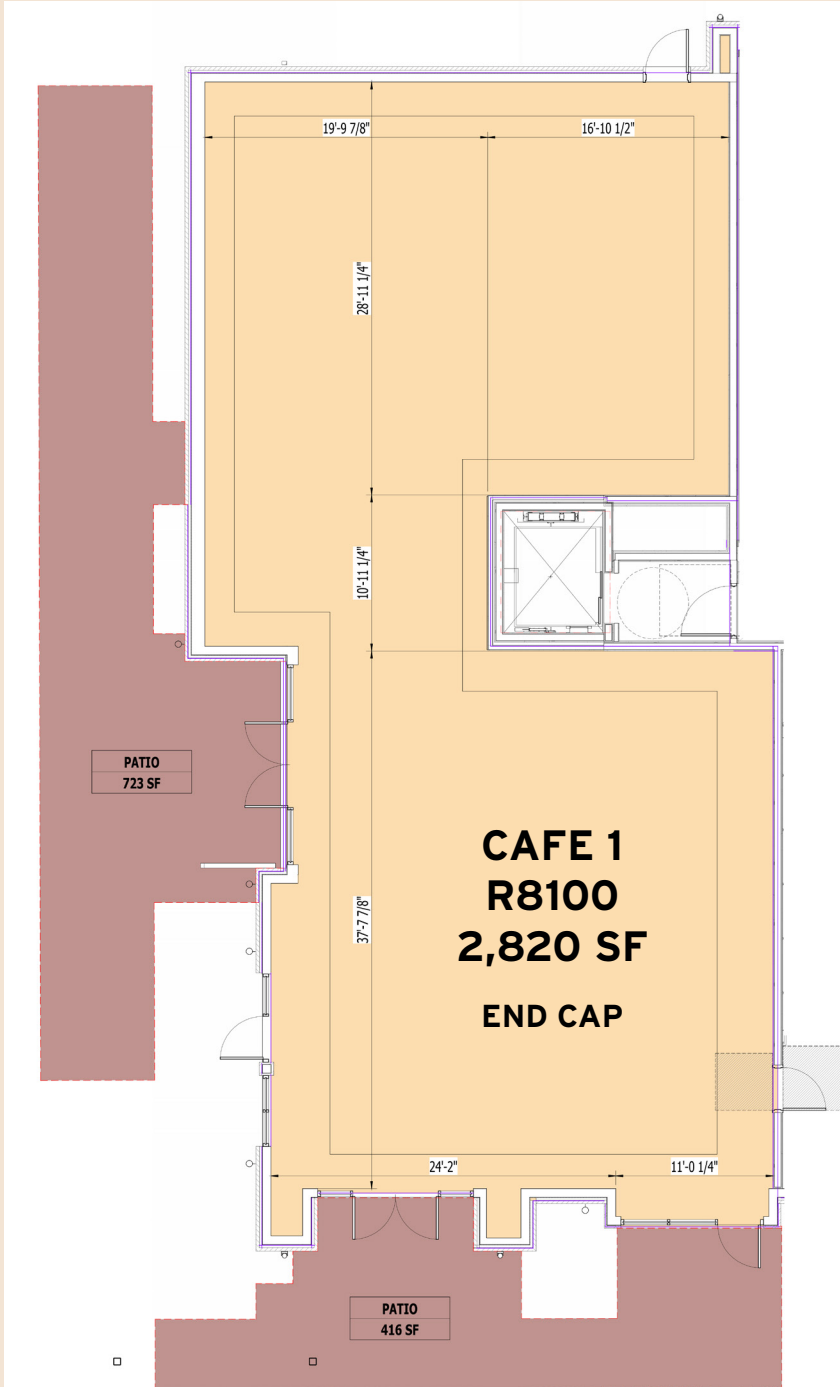 19'-9 7/8"
16'-10 1/2"
28'-11 1/4"
10'-11 1/4"
PATIO
723 SF
CAFE 1
R8100
2,820 SF
END CAP
37'-7 7/8"
24'-2"
11'-0 1/4"
PATIO
416 SF